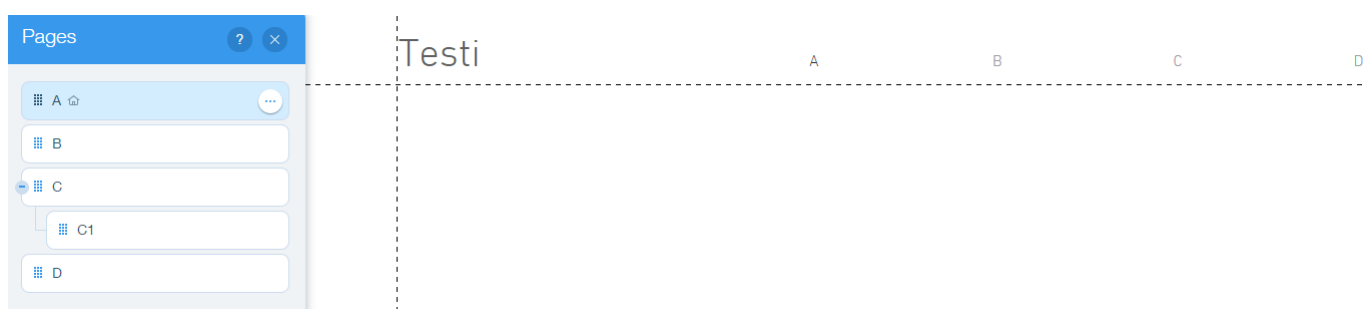 Pages ? ×
Testi A B C D
A ...
B
C
C1
D